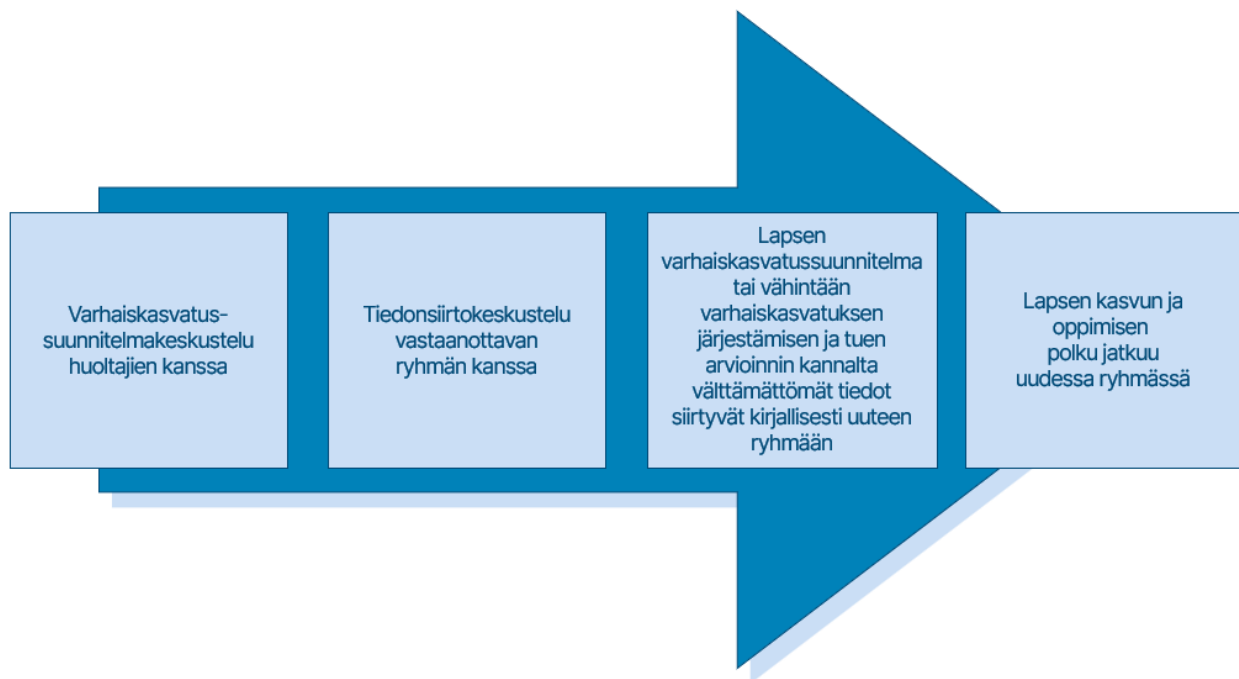 Varhaiskasvatus-
suunnitelmakeskustelu
huoltajien kanssa
Tiedonsiirtokeskustelu
vastaanottavan
ryhmän kanssa
Lapsen
varhaiskasvatussuunnitelma
tai vähintään
varhaiskasvatuksen
järjestämisen ja tuen
arvioinnin kannalta
välttämättömät tiedot
siirtyvät kirjallisesti uuteen
ryhmään
Lapsen kasvun ja
oppimisen
polku jatkuu
uudessa ryhmässä